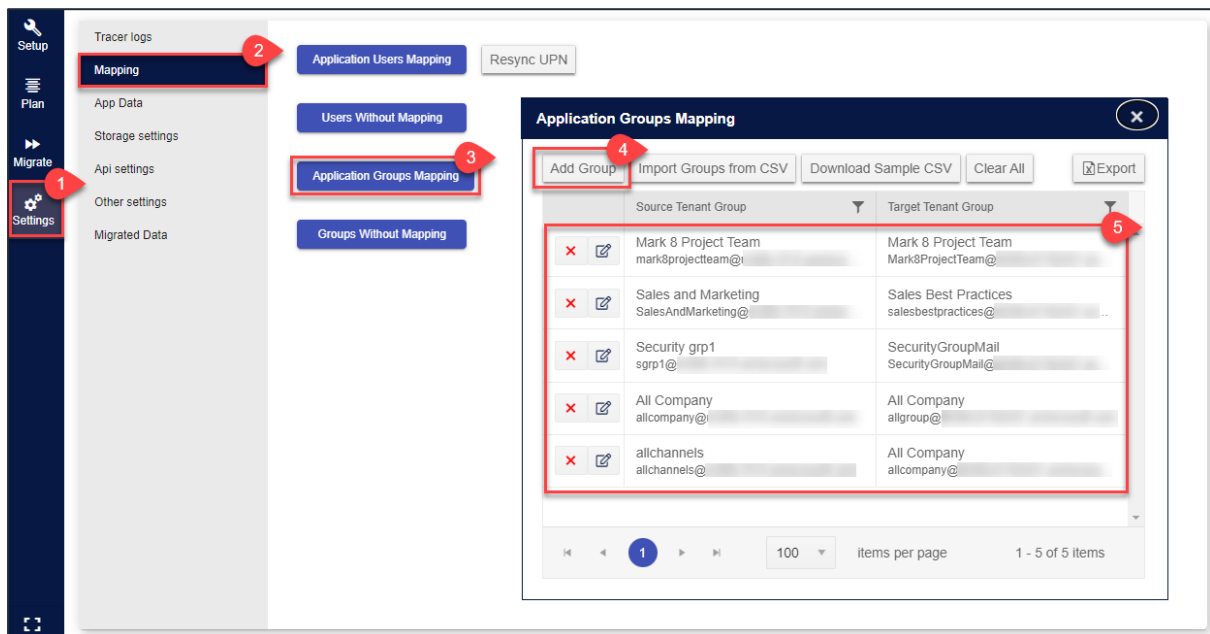 Setup
Plan
Migrate
1
Settings
Tracer logs
2
Mapping
App Data
Storage settings
Api settings
Other settings
Migrated Data
Application Users Mapping
Resync UPN
Users Without Mapping
3
Application Groups Mapping
Groups Without Mapping
Application Groups Mapping
4
Add Group
Import Groups from CSV
Download Sample CSV
Clear All
Export
Source Tenant Group
Target Tenant Group
5
Mark 8 Project Team
mark8projectteam@
Mark 8 Project Team
Mark8ProjectTeam@
Sales and Marketing
SalesAndMarketing@
Sales Best Practices
salesbestpractices@
Security grp1
sgrp1@
SecurityGroupMail
SecurityGroupMail@
All Company
allcompany@
All Company
allgroup@
allchannels
allchannels@
All Company
allcompany@
1
100
items per page
1 - 5 of 5 items